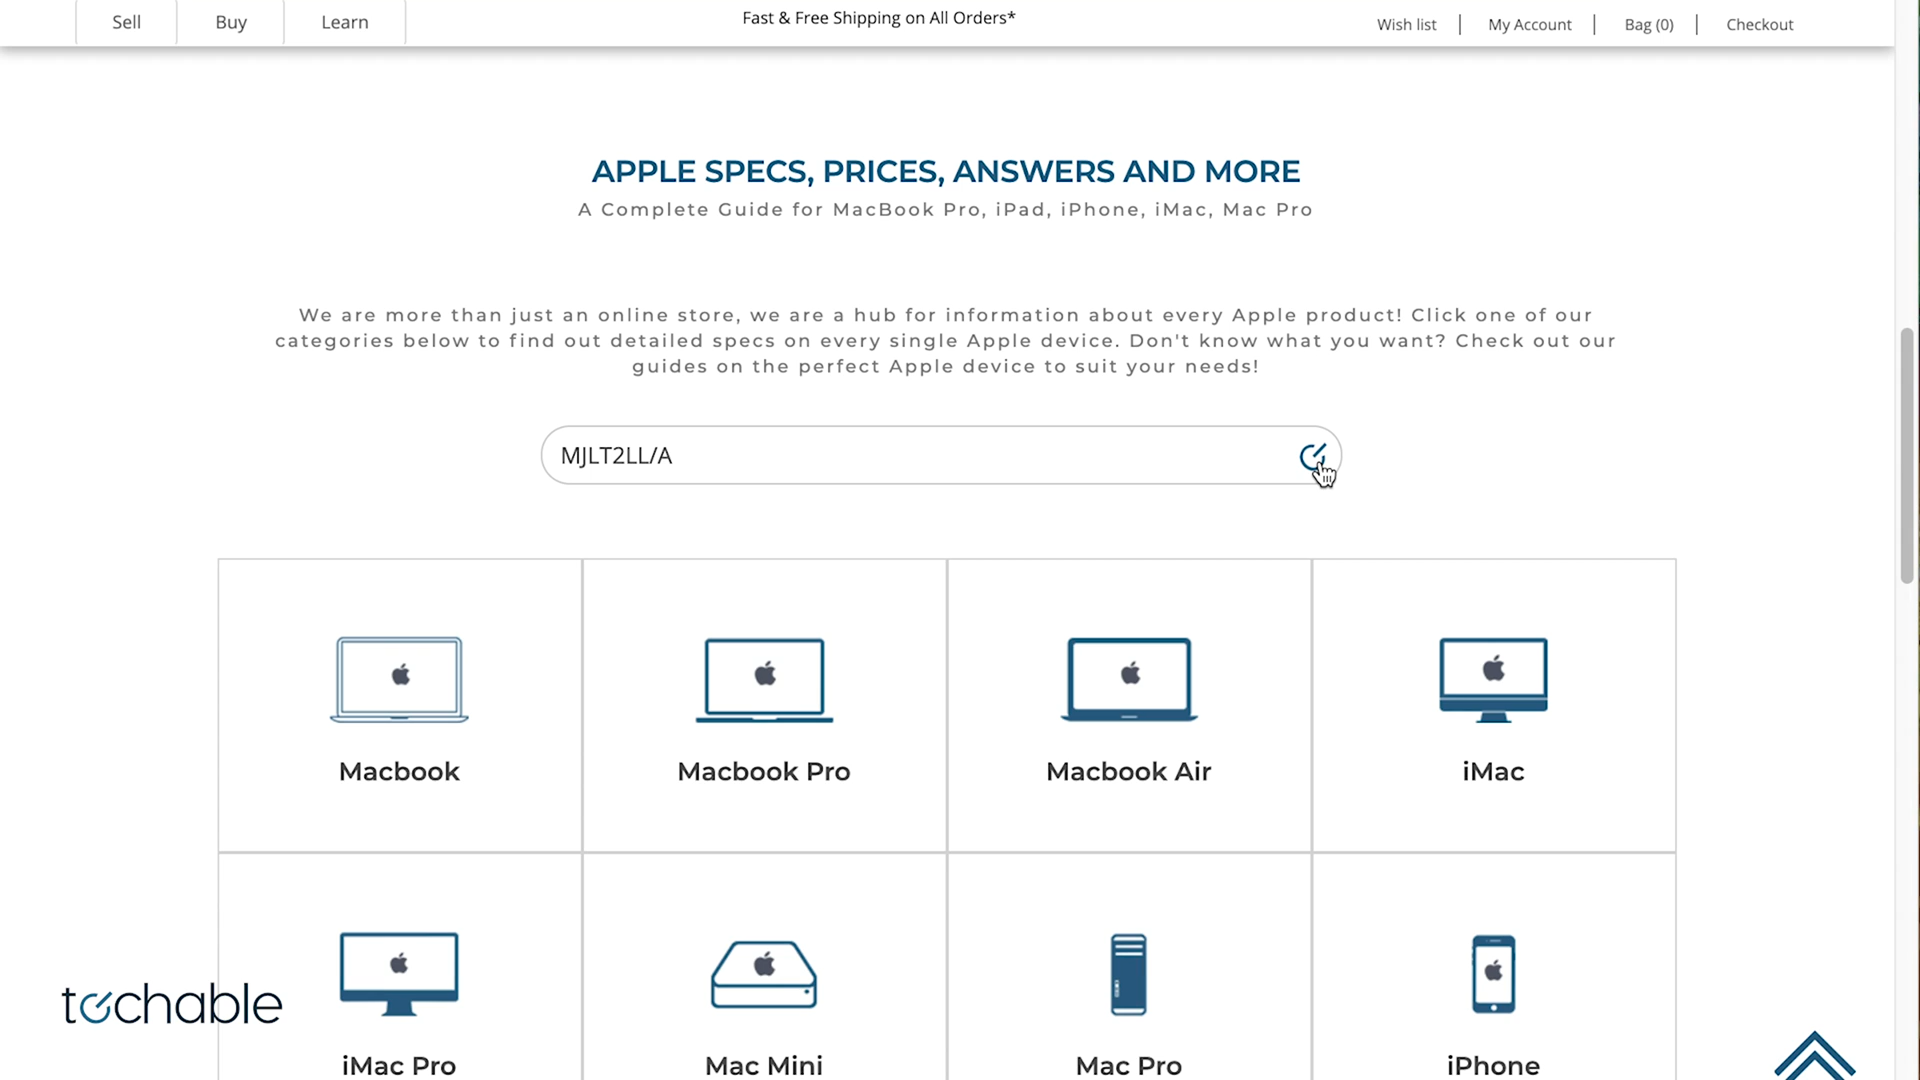 Sell Buy Learn
Fast & Free Shipping on All Orders*
Wish list | My Account | Bag (0) | Checkout
APPLE SPECS, PRICES, ANSWERS AND MORE
A Complete Guide for MacBook Pro, iPad, iPhone, iMac, Mac Pro
We are more than just an online store, we are a hub for information about every Apple product! Click one of our
categories below to find out detailed specs on every single Apple device. Don't know what you want? Check out our
guides on the perfect Apple device to suit your needs!
MJLT2LL/A
Macbook
Macbook Pro
Macbook Air
iMac
techable
iMac Pro
Mac Mini
Mac Pro
iPhone